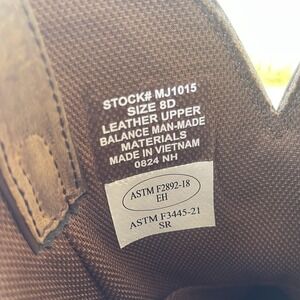 STOCK# MJ1015
SIZE 8D
LEATHER UPPER
BALANCE MAN-MADE
MATERIALS
MADE IN VIETNAM
0824 NH
ASTM F2892-18
EH
ASTM F3445-21
SR